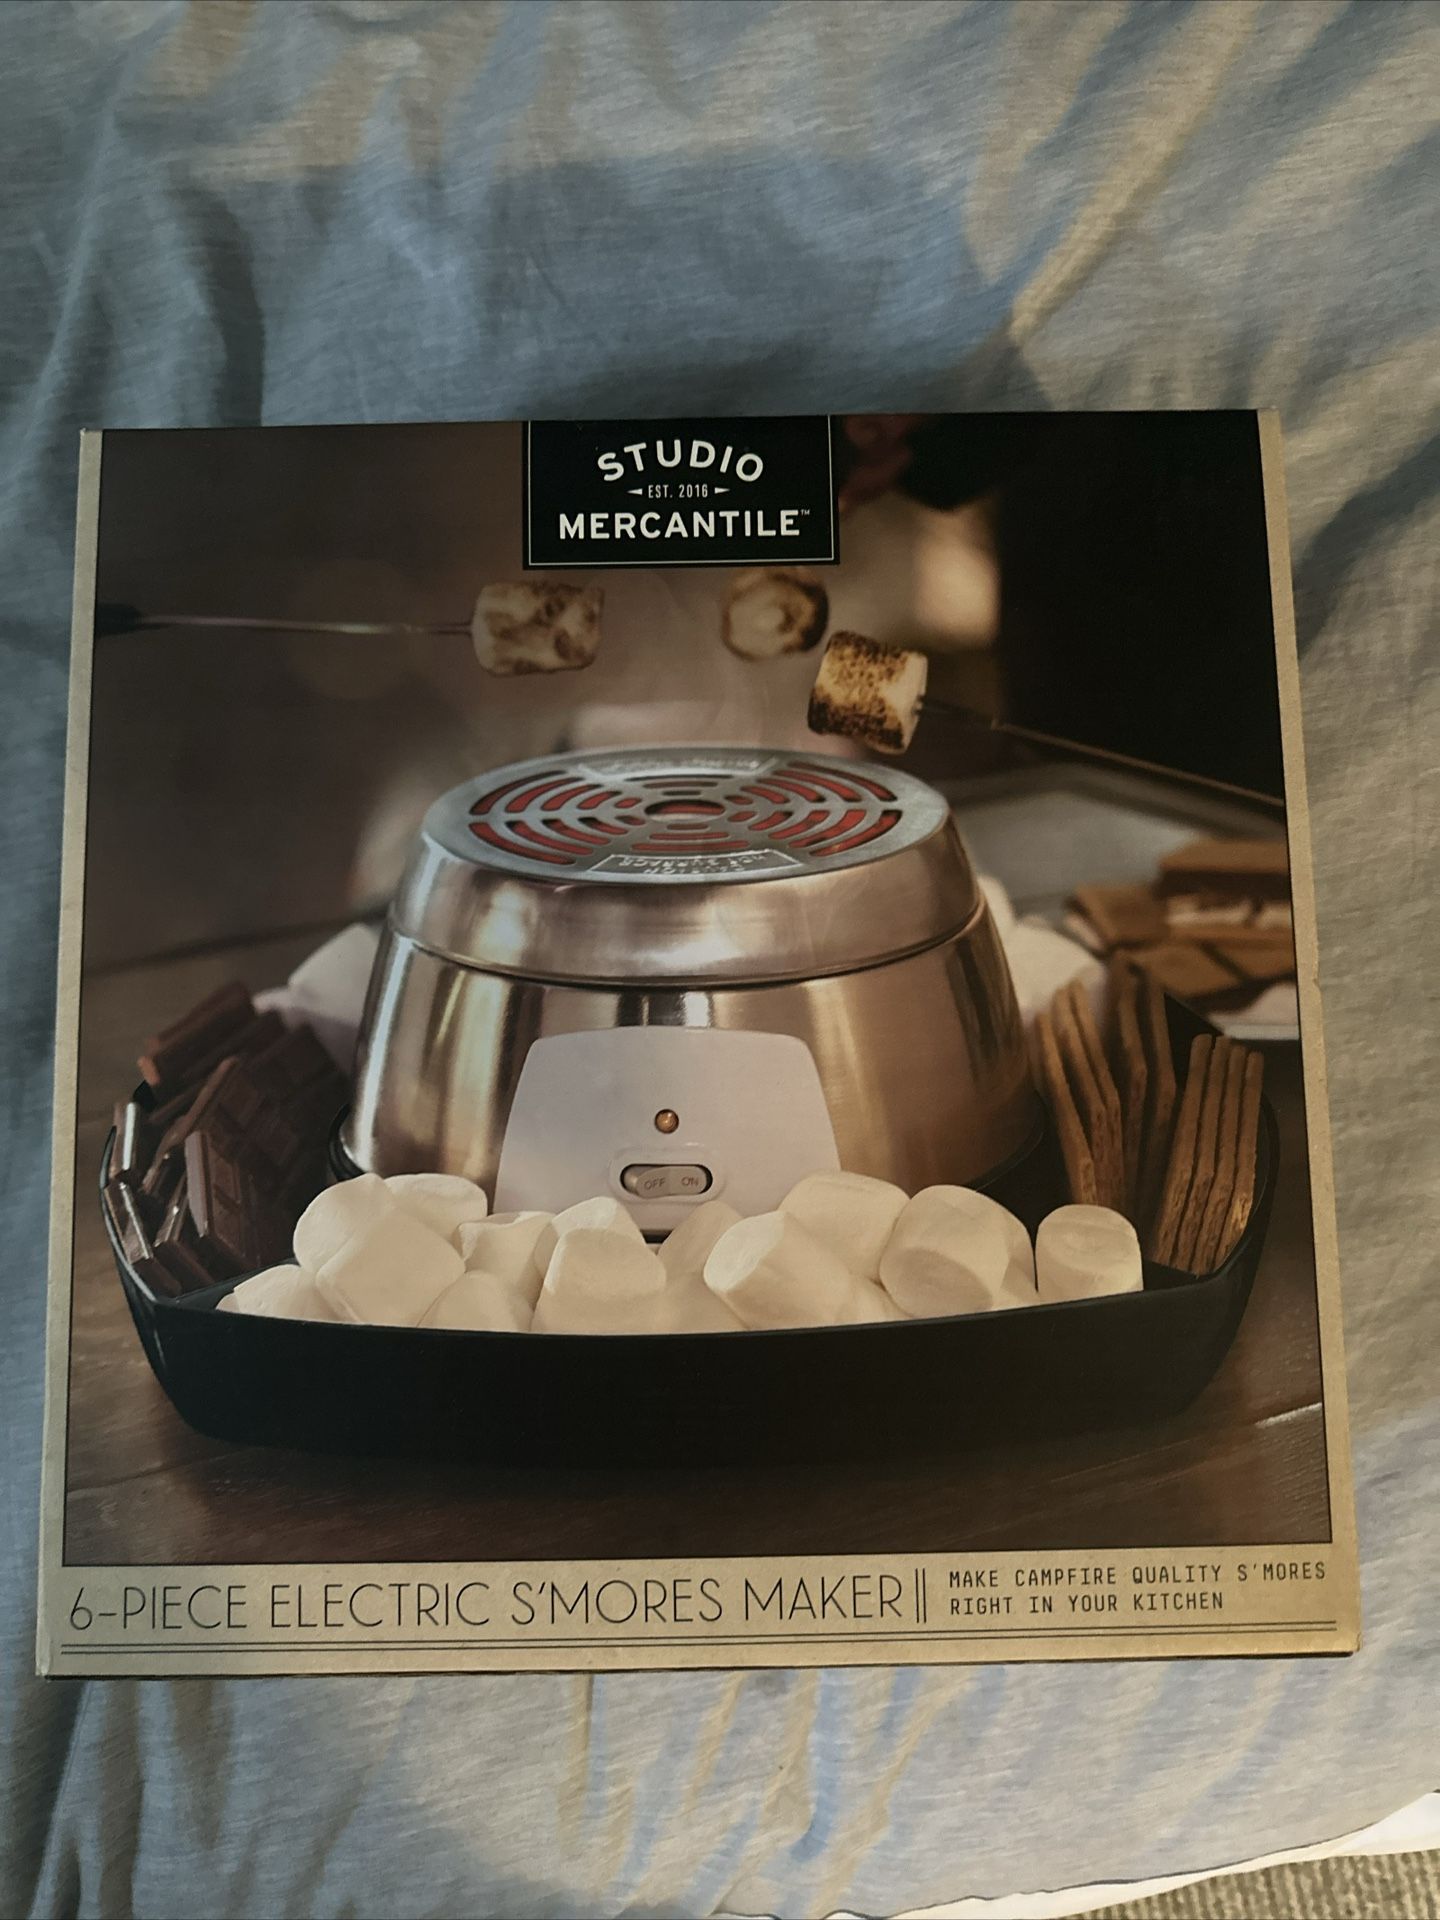 STUDIO
EST. 2016
MERCANTILE™
OFF ON
6-PIECE ELECTRIC S'MORES MAKER
MAKE CAMPFIRE QUALITY S'MORES
RIGHT IN YOUR KITCHEN